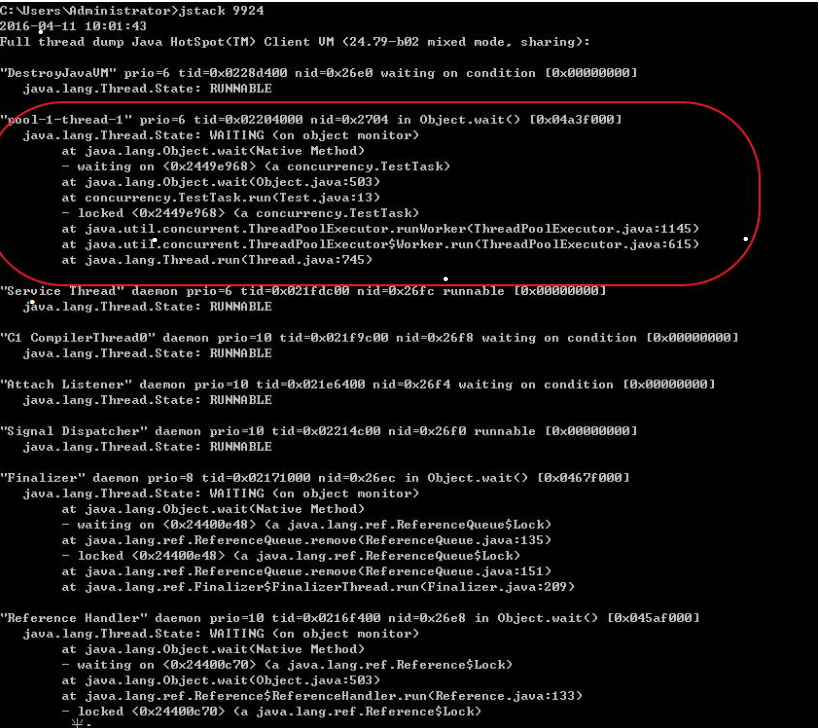 C:\Users\Administrator>jstack 9924
2016-04-11 10:01:43
Full thread dump Java HotSpot(TM) Client VM (24.79-b02 mixed mode, sharing):
"DestroyJavaVM" prio=6 tid=0x0228d400 nid=0x26e0 waiting on condition [0x00000000]
java.lang.Thread.State: RUNNABLE
"pool-1-thread-1" prio=6 tid=0x02204000 nid=0x2704 in Object.wait() [0x04a3f000]
java.lang.Thread.State: WAITING (on object monitor)
at java.lang.Object.wait(Native Method)
- waiting on <0x2449e968> (a concurrency.TestTask)
at java.lang.Object.wait(Object.java:503)
at concurrency.TestTask.run(Test.java:13)
- locked <0x2449e968> (a concurrency.TestTask)
at java.util.concurrent.ThreadPoolExecutor.runWorker(ThreadPoolExecutor.java:1145)
at java.util.concurrent.ThreadPoolExecutor$Worker.run(ThreadPoolExecutor.java:615)
at java.lang.Thread.run(Thread.java:745)
"Service Thread" daemon prio=6 tid=0x021fdc00 nid=0x26fc runnable [0x00000000]
java.lang.Thread.State: RUNNABLE
"C1 CompilerThread0" daemon prio=10 tid=0x021f9c00 nid=0x26f8 waiting on condition [0x00000000]
java.lang.Thread.State: RUNNABLE
"Attach Listener" daemon prio=10 tid=0x021e6400 nid=0x26f4 waiting on condition [0x00000000]
java.lang.Thread.State: RUNNABLE
"Signal Dispatcher" daemon prio=10 tid=0x02214c00 nid=0x26f0 runnable [0x00000000]
java.lang.Thread.State: RUNNABLE
"Finalizer" daemon prio=8 tid=0x02171000 nid=0x26ec in Object.wait() [0x0467f000]
java.lang.Thread.State: WAITING (on object monitor)
at java.lang.Object.wait(Native Method)
- waiting on <0x24400e48> (a java.lang.ref.ReferenceQueue$Lock)
at java.lang.ref.ReferenceQueue.remove(ReferenceQueue.java:135)
- locked <0x24400e48> (a java.lang.ref.ReferenceQueue$Lock)
at java.lang.ref.ReferenceQueue.remove(ReferenceQueue.java:151)
at java.lang.ref.Finalizer$FinalizerThread.run(Finalizer.java:209)
"Reference Handler" daemon prio=10 tid=0x0216f400 nid=0x26e8 in Object.wait() [0x045af000]
java.lang.Thread.State: WAITING (on object monitor)
at java.lang.Object.wait(Native Method)
- waiting on <0x24400c70> (a java.lang.ref.Reference$Lock)
at java.lang.Object.wait(Object.java:503)
at java.lang.ref.Reference$ReferenceHandler.run(Reference.java:133)
- locked <0x24400c70> (a java.lang.ref.Reference$Lock)